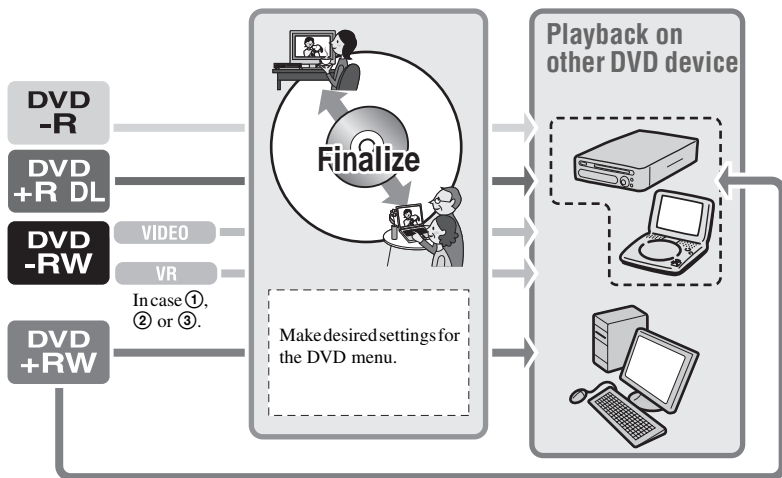 Playback on
other DVD device
Finalize
DVD
-R
DVD
+R DL
DVD
-RW
VIDEO
VR
In case ①,
② or ③.
DVD
+RW
Make desired settings for
the DVD menu.